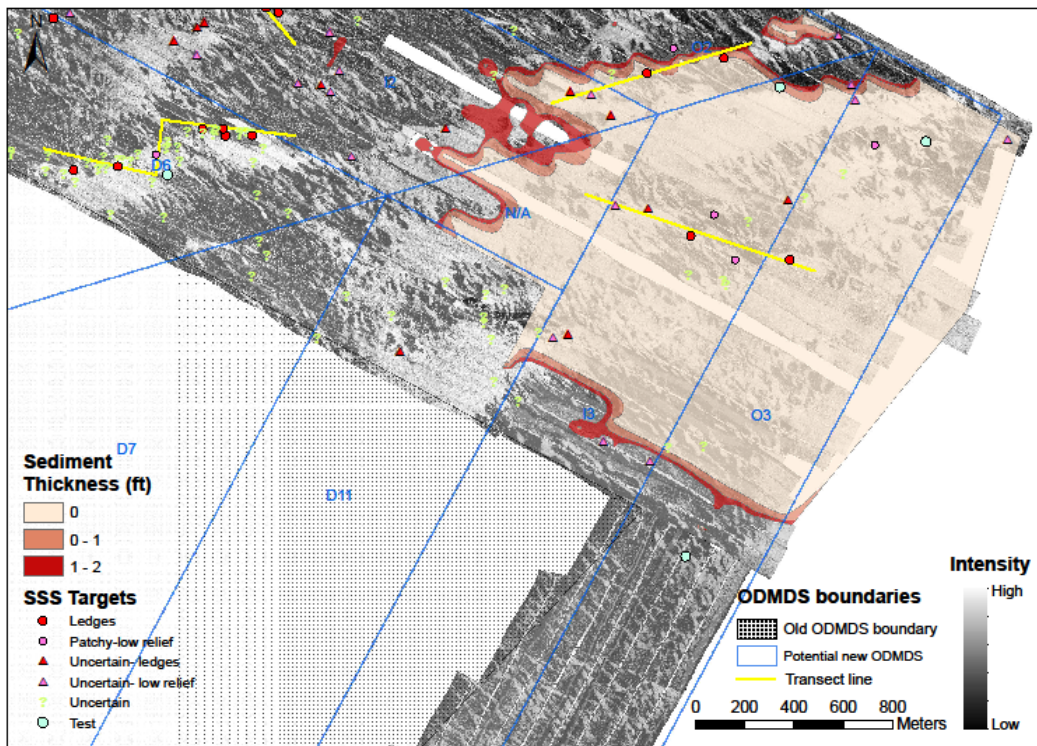 N
D6
N/A
I3
O3
D7
D11
Sediment
Thickness (ft)
0
0 - 1
1 - 2
SSS Targets
Ledges
Patchy-low relief
Uncertain- ledges
Uncertain- low relief
Uncertain
Test
ODMDS boundaries
Old ODMDS boundary
Potential new ODMDS
Transect line
0 200 400 600 800
Meters
Intensity
High
Low